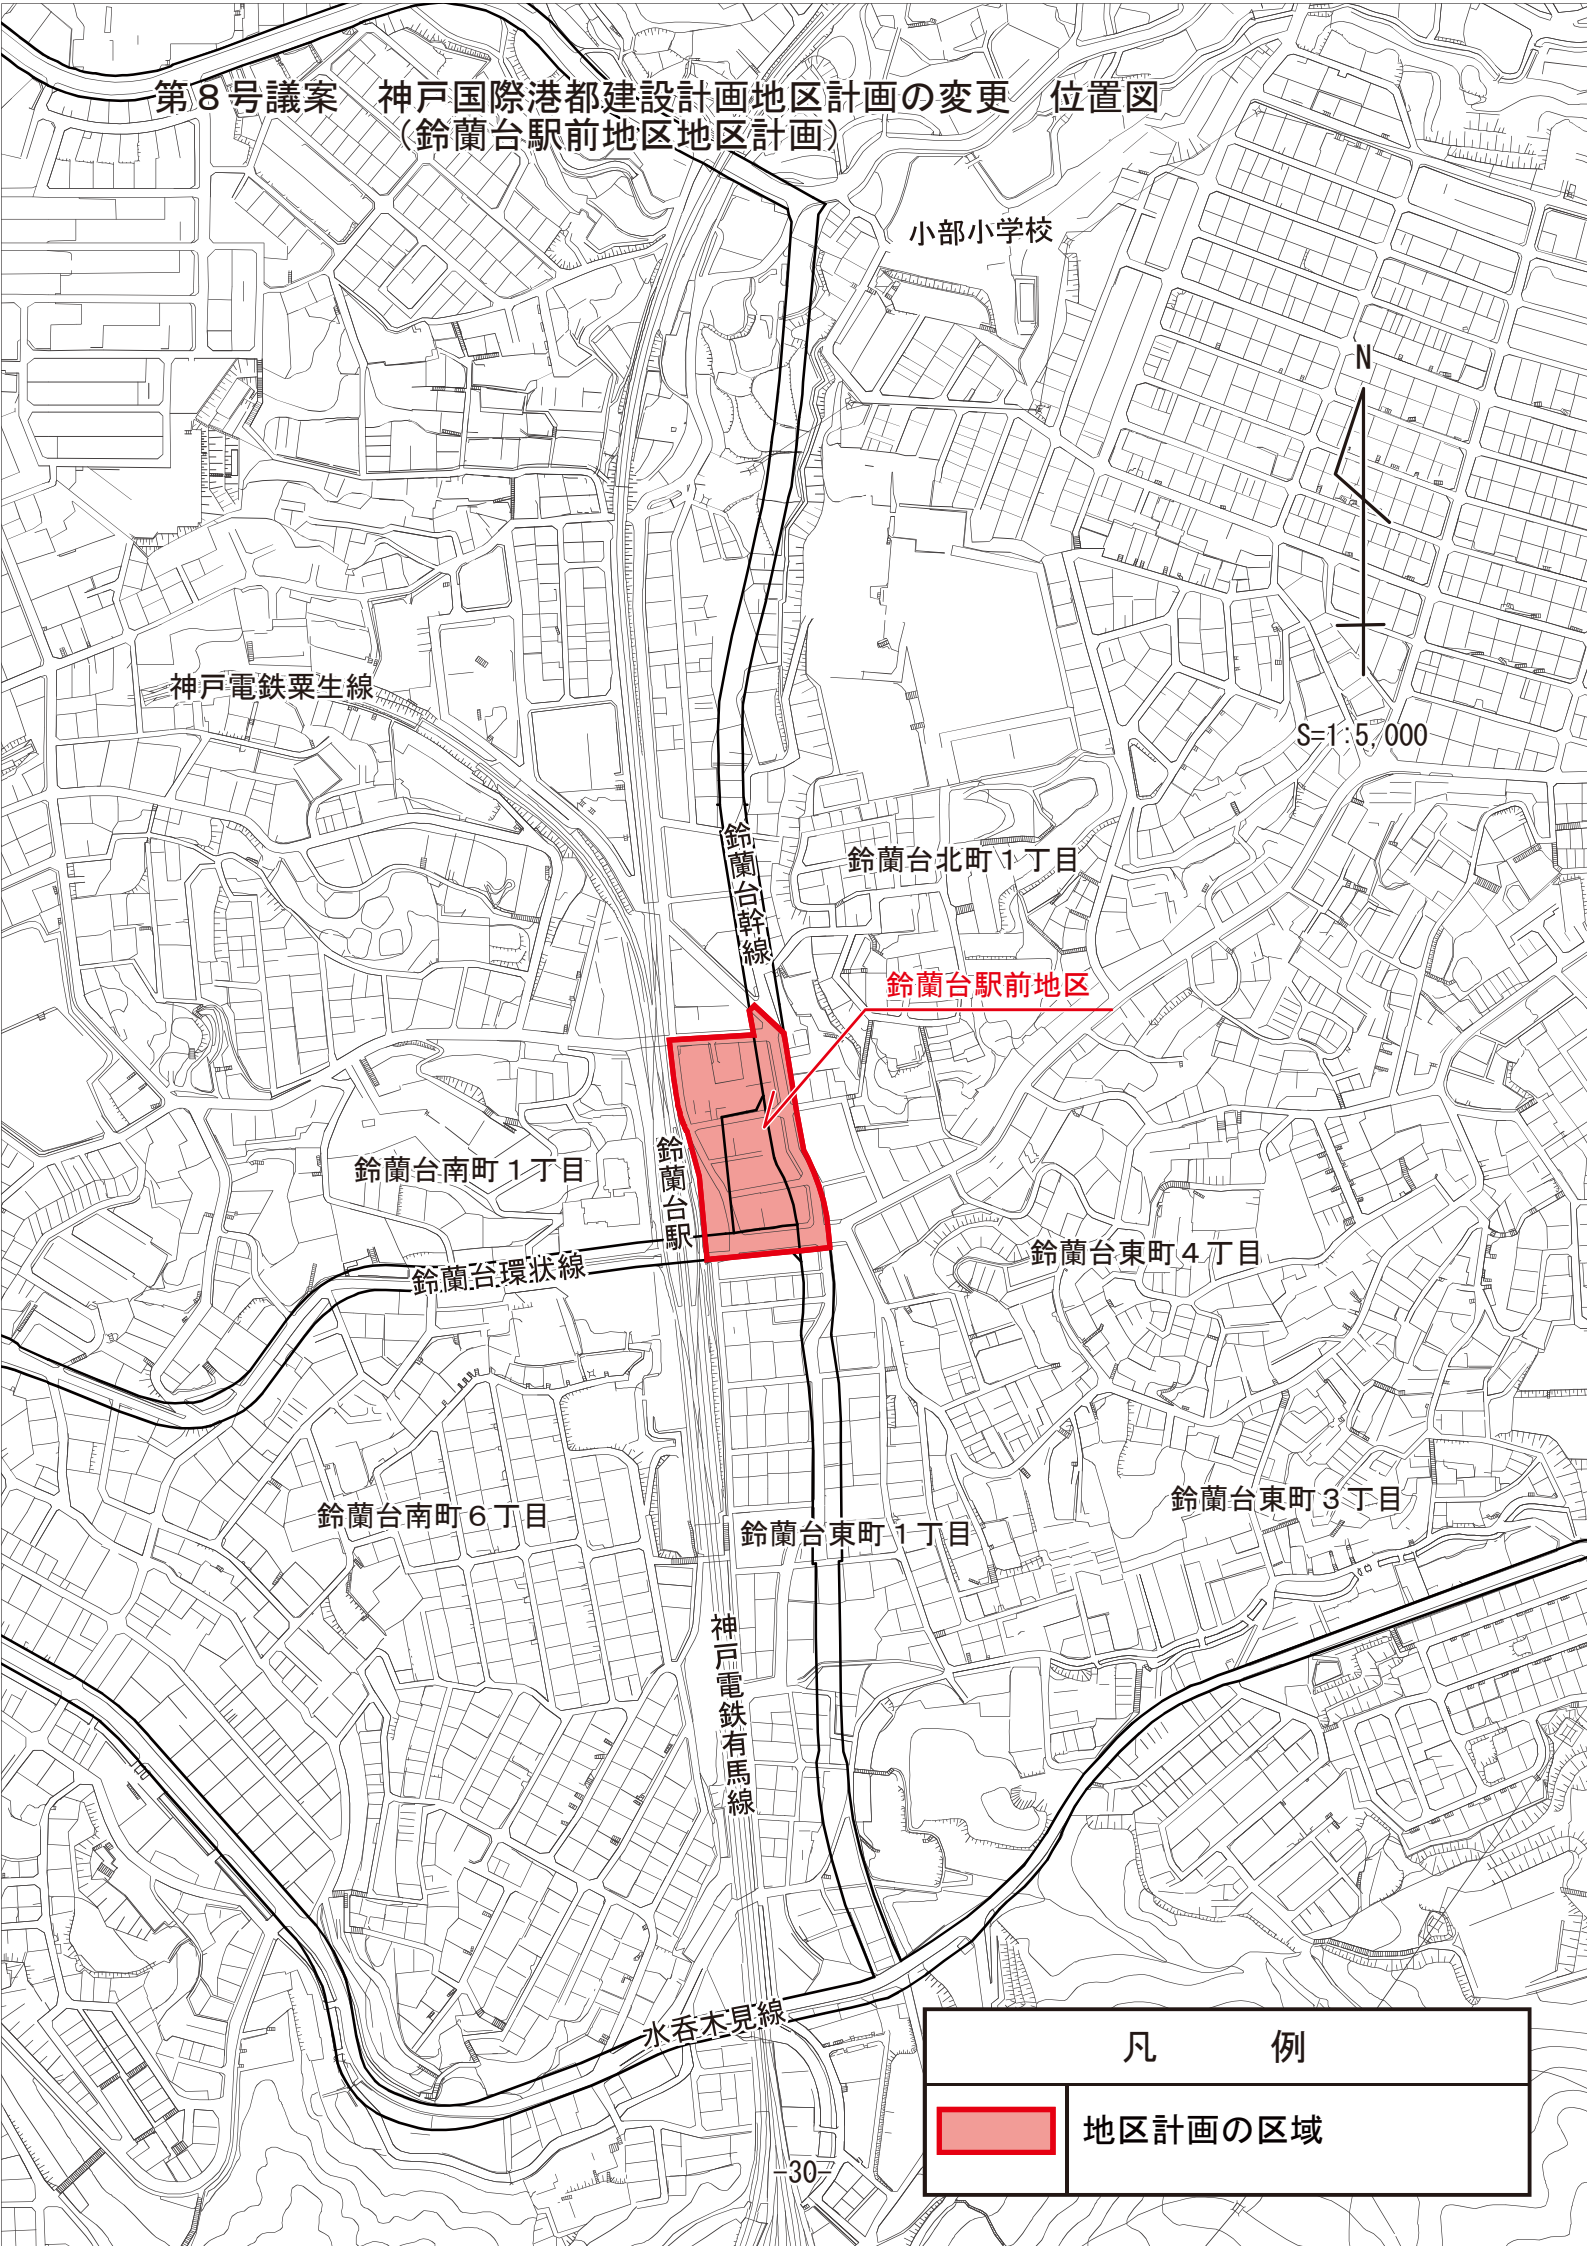 第８号議案　神戸国際港都建設計画地区計画の変更　位置図
（鈴蘭台駅前地区地区計画）
小部小学校
N
神戸電鉄粟生線
S=1:5,000
鈴蘭台幹線
鈴蘭台北町１丁目
鈴蘭台駅前地区
鈴蘭台駅
鈴蘭台南町１丁目
鈴蘭台東町４丁目
鈴蘭台環状線
鈴蘭台南町６丁目
鈴蘭台東町１丁目
鈴蘭台東町３丁目
神戸電鉄有馬線
水呑木見線
凡　例
地区計画の区域
-30-